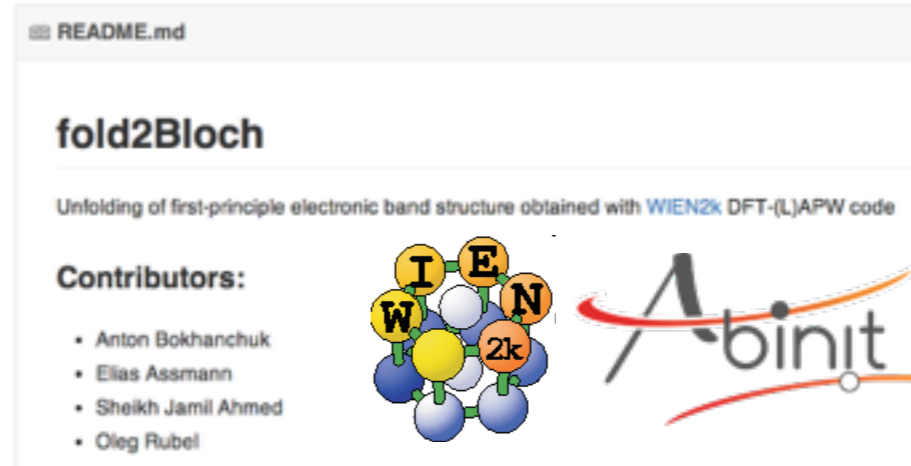 README.md
fold2Bloch
Unfolding of first-principle electronic band structure obtained with WIEN2k DFT-(L)APW code
Contributors:
• Anton Bokhanchuk
• Elias Assmann
• Sheikh Jamil Ahmed
• Oleg Rubel
WIEN
2k
Abinit